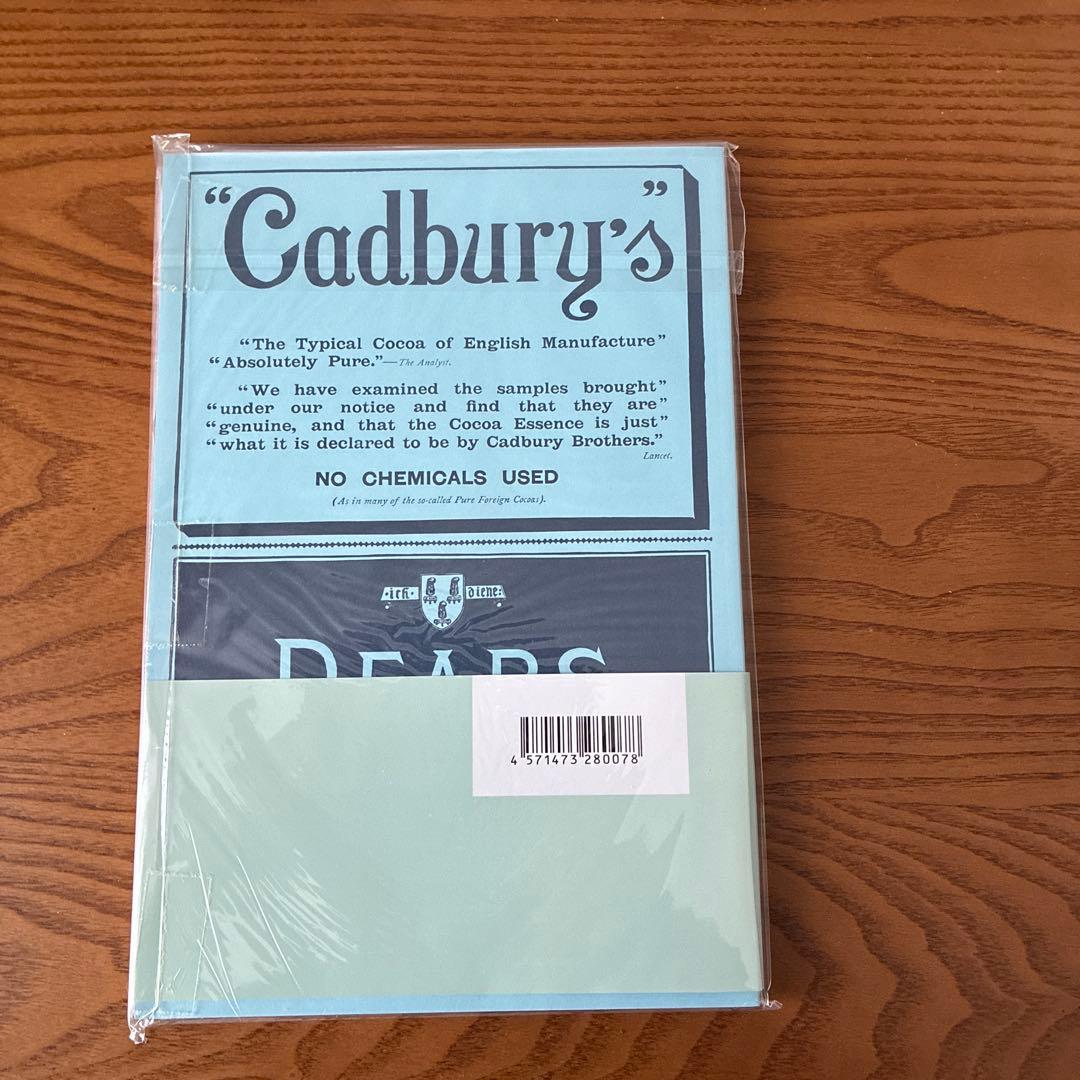 “Cadbury’s”
“The Typical Cocoa of English Manufacture”
“Absolutely Pure.”—The Analyst.
“We have examined the samples brought”
“under our notice and find that they are”
“genuine, and that the Cocoa Essence is just”
“what it is declared to be by Cadbury Brothers.”
Lancet.
NO CHEMICALS USED
(As in many of the so-called Pure Foreign Cocoas).
·ich· diene:
PEARS
4 571473 280078